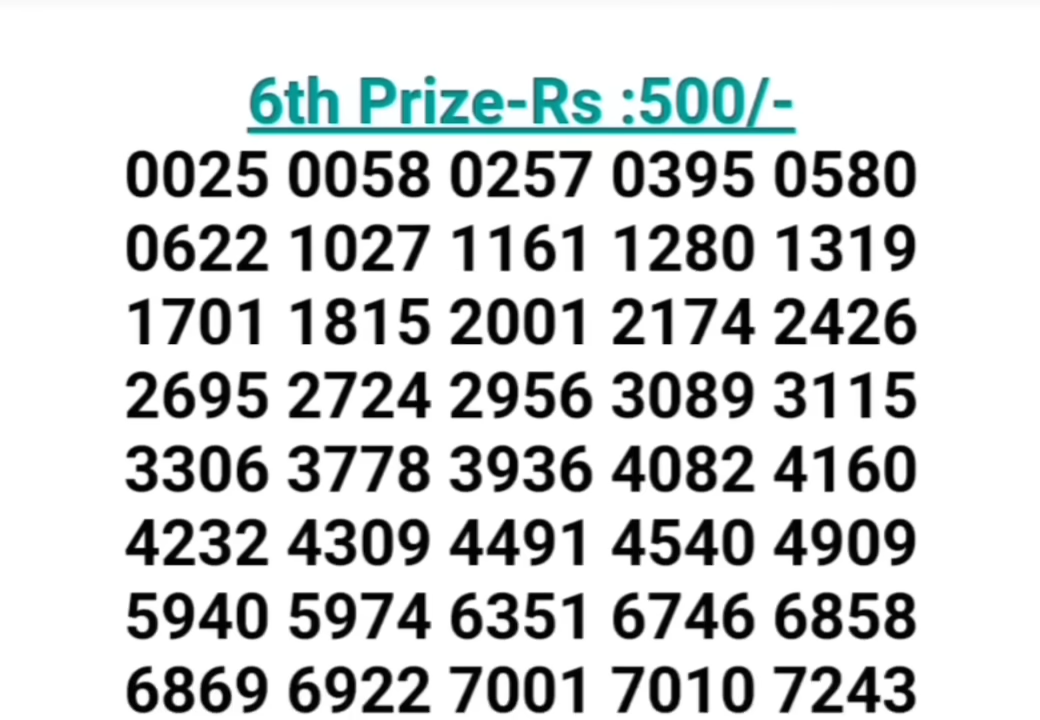 6th Prize-Rs :500/-
0025 0058 0257 0395 0580
0622 1027 1161 1280 1319
1701 1815 2001 2174 2426
2695 2724 2956 3089 3115
3306 3778 3936 4082 4160
4232 4309 4491 4540 4909
5940 5974 6351 6746 6858
6869 6922 7001 7010 7243